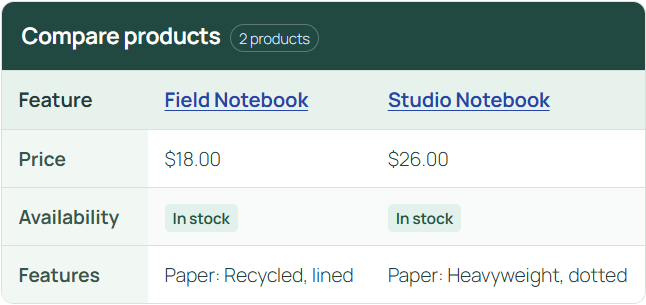 Compare products 2 products
Feature Field Notebook Studio Notebook
Price $18.00 $26.00
Availability In stock In stock
Features Paper: Recycled, lined Paper: Heavyweight, dotted